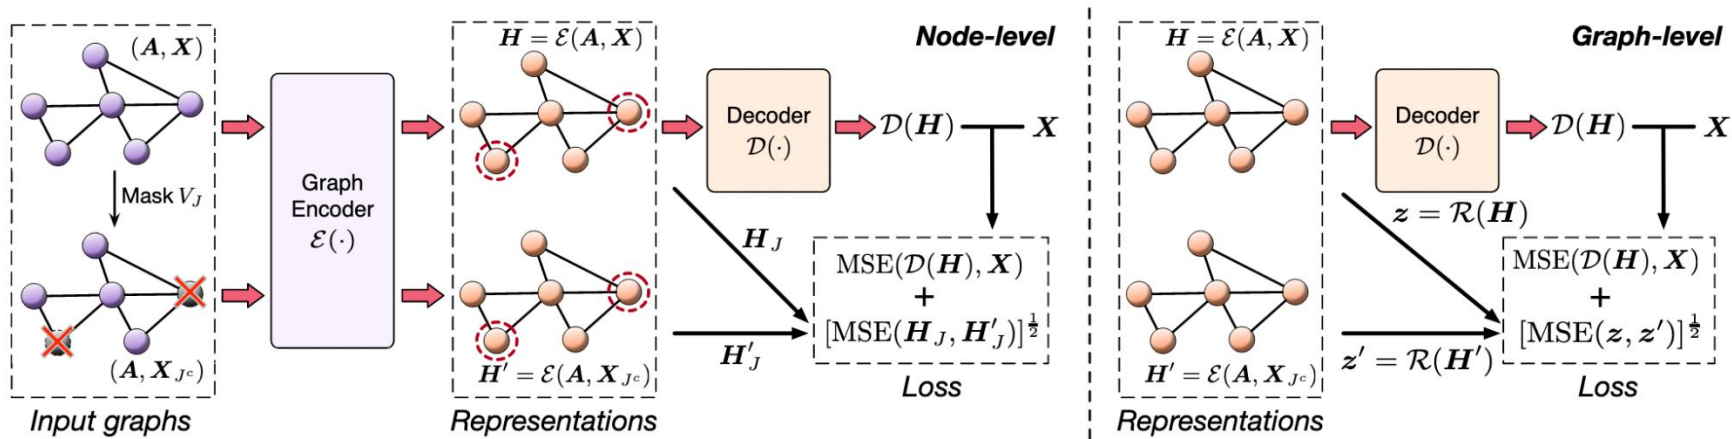 (A, X)
Mask V_J
(A, X_{J^c})
Input graphs
Graph
Encoder
ℰ(·)
H = ℰ(A, X)
H′ = ℰ(A, X_{J^c})
Representations
Node-level
Decoder
𝒟(·)
𝒟(H)
X
H_J
H′_J
MSE(𝒟(H), X)
+
[MSE(H_J, H′_J)]^{1/2}
Loss
Graph-level
H = ℰ(A, X)
H′ = ℰ(A, X_{J^c})
Representations
Decoder
𝒟(·)
𝒟(H)
X
z = ℛ(H)
z′ = ℛ(H′)
MSE(𝒟(H), X)
+
[MSE(z, z′)]^{1/2}
Loss